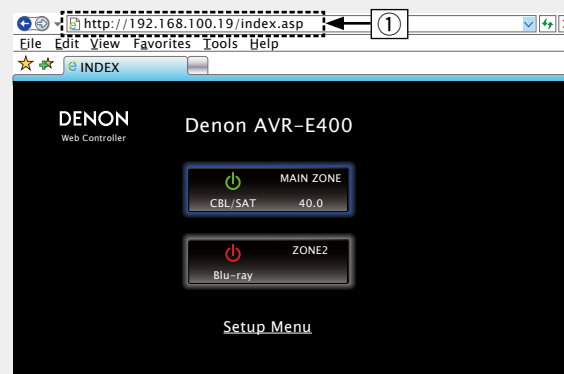 http://192.168.100.19/index.asp
①
File Edit View Favorites Tools Help
INDEX
DENON
Web Controller
Denon AVR-E400
MAIN ZONE
CBL/SAT 40.0
ZONE2
Blu-ray
Setup Menu